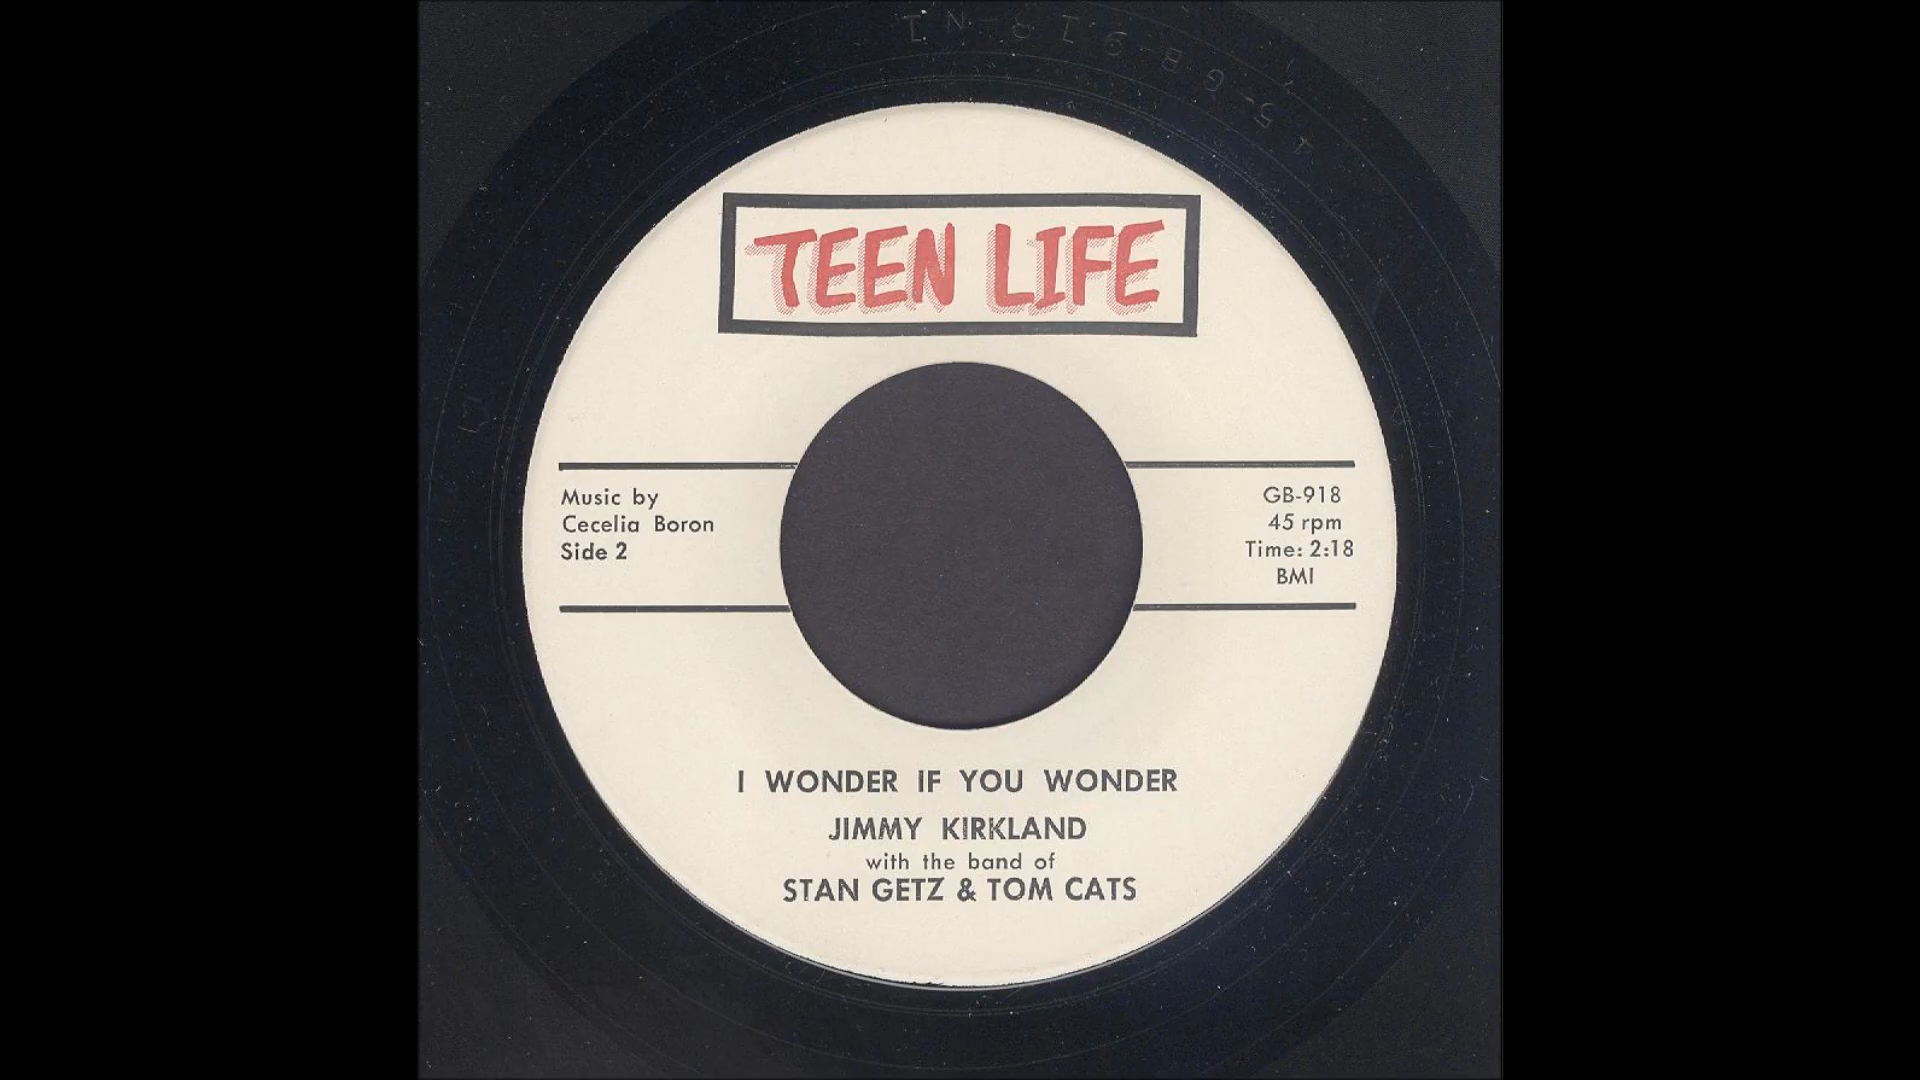 TEEN LIFE
Music by
Cecelia Boron
Side 2
GB-918
45 rpm
Time: 2:18
BMI
I WONDER IF YOU WONDER
JIMMY KIRKLAND
with the band of
STAN GETZ & TOM CATS